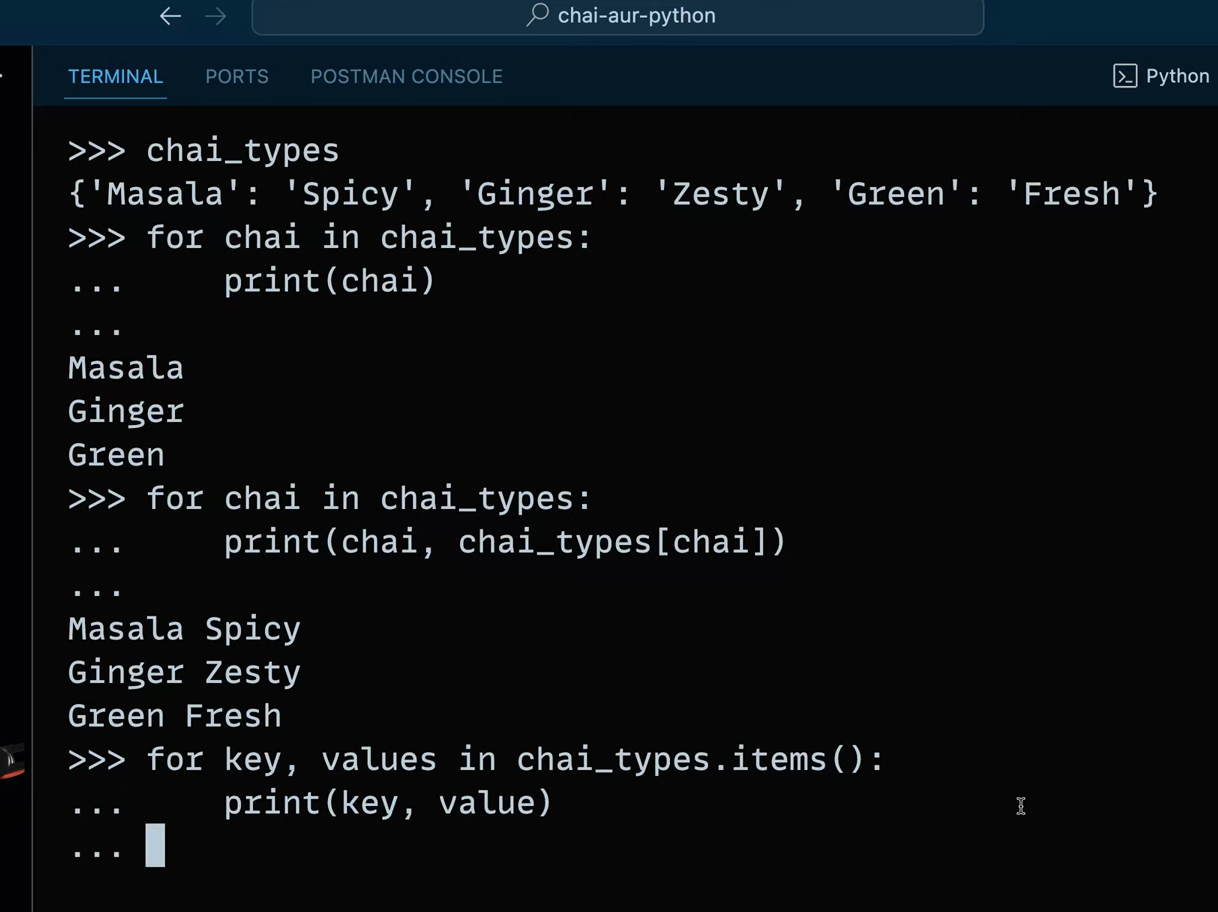 chai-aur-python
TERMINAL PORTS POSTMAN CONSOLE Python
>>> chai_types
{'Masala': 'Spicy', 'Ginger': 'Zesty', 'Green': 'Fresh'}
>>> for chai in chai_types:
...     print(chai)
...
Masala
Ginger
Green
>>> for chai in chai_types:
...     print(chai, chai_types[chai])
...
Masala Spicy
Ginger Zesty
Green Fresh
>>> for key, values in chai_types.items():
...     print(key, value)
...